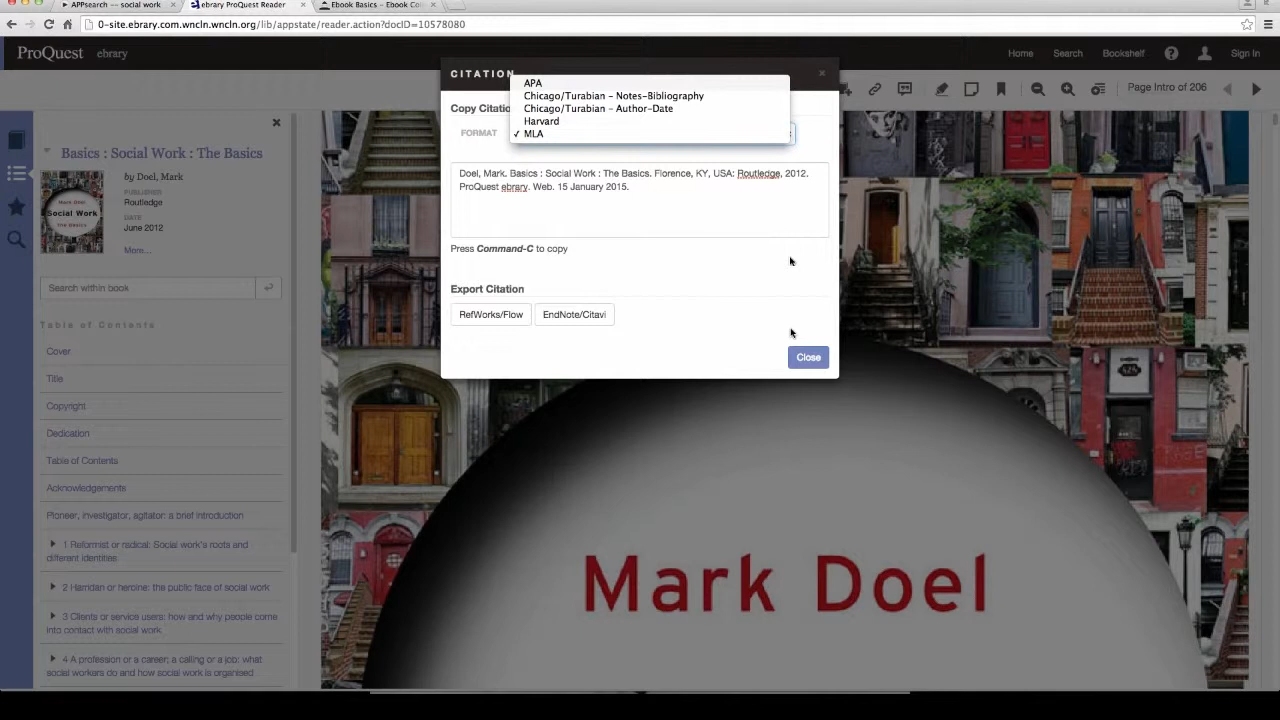 APPsearch -- social work
ebrary ProQuest Reader
Ebook Basics – Ebook Col
0-site.ebrary.com.wncln.wncln.org/lib/appstate/reader.action?docID=10578080
ProQuest ebrary
Home Search Bookshelf Sign In
Page Intro of 206
CITATION
APA
Chicago/Turabian – Notes-Bibliography
Chicago/Turabian – Author-Date
Harvard
✓ MLA
Copy Citatio
FORMAT
Doel, Mark. Basics : Social Work : The Basics. Florence, KY, USA: Routledge, 2012.
ProQuest ebrary. Web. 15 January 2015.
Press Command-C to copy
Export Citation
RefWorks/Flow EndNote/Citavi
Close
Basics : Social Work : The Basics
by Doel, Mark
PUBLISHER
Routledge
DATE
June 2012
More...
Mark Doel
Social Work
The Basics
Search within book
Table of Contents
Cover
Title
Copyright
Dedication
Table of Contents
Acknowledgements
Pioneer, investigator, agitator: a brief introduction
1 Reformist or radical: Social work's roots and
different identities
2 Harridan or heroine: the public face of social work
3 Clients or service users: how and why people come
into contact with social work
4 A profession or a career; a calling or a job: what
social workers do and how social work is organised
Mark Doel